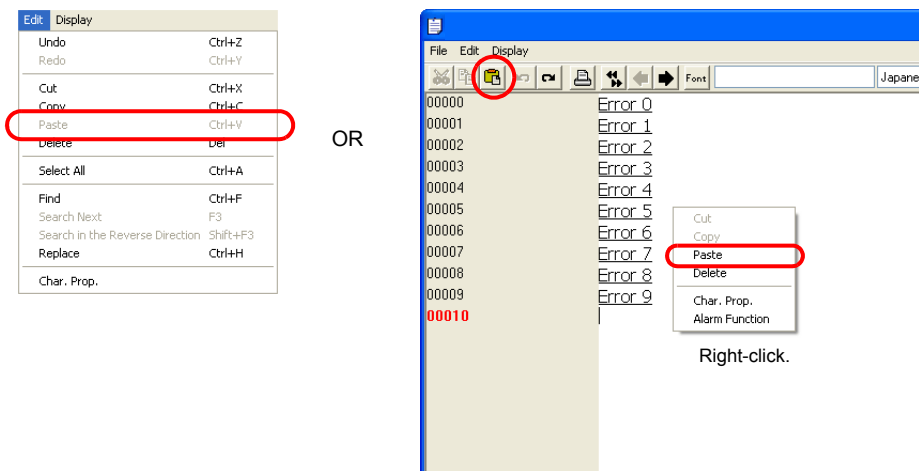 Edit Display
Undo Ctrl+Z
Redo Ctrl+Y
Cut Ctrl+X
Copy Ctrl+C
Paste Ctrl+V
Delete Del
Select All Ctrl+A
Find Ctrl+F
Search Next F3
Search in the Reverse Direction Shift+F3
Replace Ctrl+H
Char. Prop.
OR
File Edit Display
Font Japane
00000 Error 0
00001 Error 1
00002 Error 2
00003 Error 3
00004 Error 4
00005 Error 5
00006 Error 6
00007 Error 7
00008 Error 8
00009 Error 9
00010
Cut
Copy
Paste
Delete
Char. Prop.
Alarm Function
Right-click.